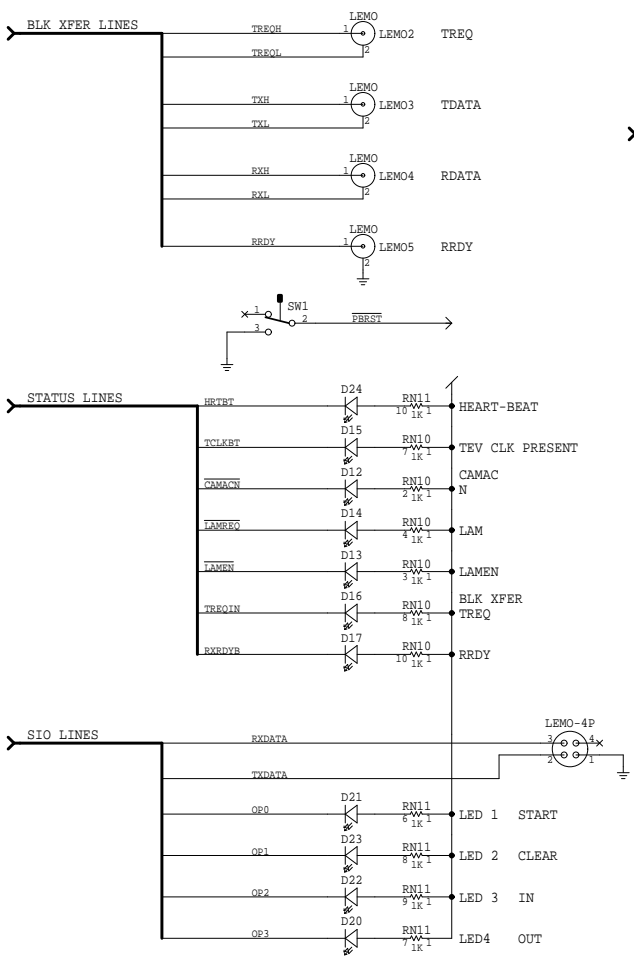 BLK XFER LINES
TREQH 1 LEMO LEMO2 TREQ
TREQL 2
TXH 1 LEMO LEMO3 TDATA
TXL 2
RXH 1 LEMO LEMO4 RDATA
RXL 2
RRDY 1 LEMO LEMO5 RRDY
2
1 SW1
2 PBRST
3
STATUS LINES
HRTBT D24 RN11 10 1K 1 HEART-BEAT
TCLKBT D15 RN10 7 1K 1 TEV CLK PRESENT
CAMAC
CAMACN D12 RN10 2 1K 1 N
LAMREQ D14 RN10 4 1K 1 LAM
LAMEN D13 RN10 3 1K 1 LAMEN
BLK XFER
TREQIN D16 RN10 8 1K 1 TREQ
RXRDYB D17 RN10 10 1K 1 RRDY
SIO LINES
LEMO-4P
RXDATA 3 4
TXDATA 2 1
OP0 D21 RN11 6 1K 1 LED 1 START
OP1 D23 RN11 8 1K 1 LED 2 CLEAR
OP2 D22 RN11 9 1K 1 LED 3 IN
OP3 D20 RN11 7 1K 1 LED4 OUT